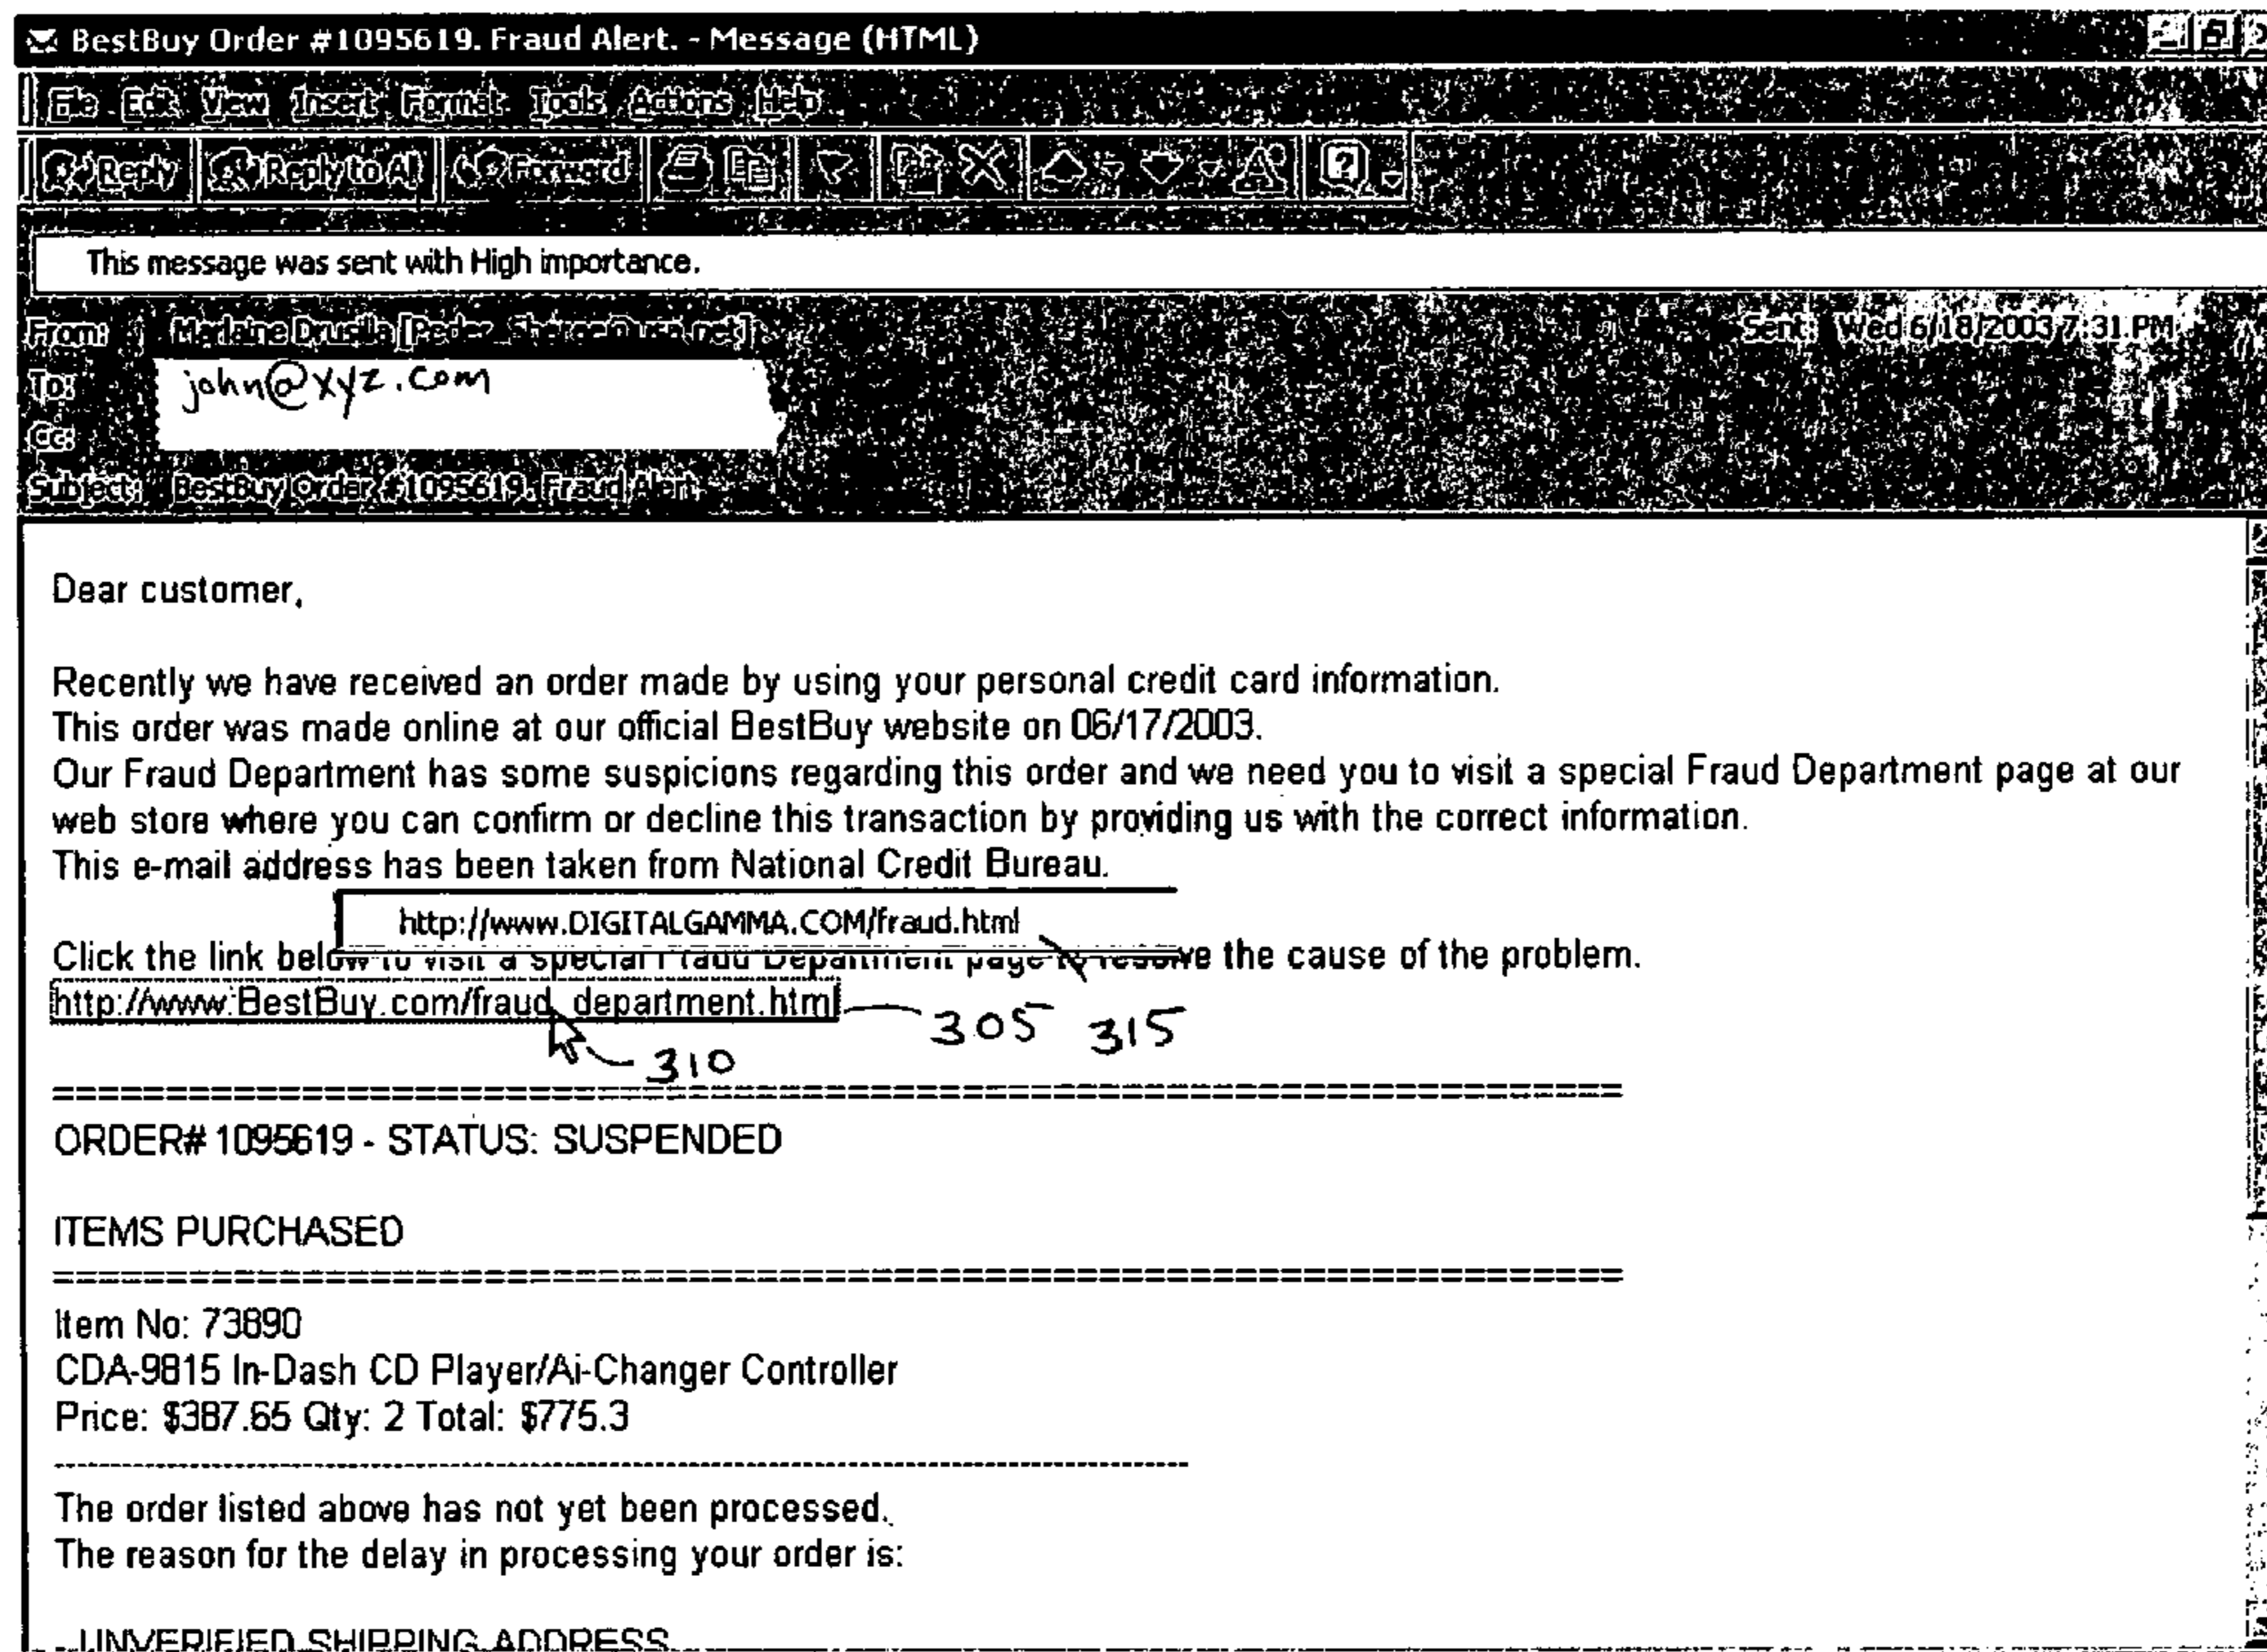 BestBuy Order #1095619. Fraud Alert. - Message (HTML)
File Edit View Insert Format Tools Actions Help
Reply Reply to All Forward
This message was sent with High importance.
From: Marlaine Drusilla Sent: Wed 6/18/2003 7:31 PM
To: john@xyz.com
Cc:
Subject: BestBuy Order #1095619. Fraud Alert.
Dear customer,
Recently we have received an order made by using your personal credit card information.
This order was made online at our official BestBuy website on 06/17/2003.
Our Fraud Department has some suspicions regarding this order and we need you to visit a special Fraud Department page at our
web store where you can confirm or decline this transaction by providing us with the correct information.
This e-mail address has been taken from National Credit Bureau.
http://www.DIGITALGAMMA.COM/fraud.html
Click the link below to visit a special Fraud Department page to resolve the cause of the problem.
http://www.BestBuy.com/fraud_department.html 305 315
310
ORDER# 1095619 - STATUS: SUSPENDED
ITEMS PURCHASED
Item No: 73890
CDA-9815 In-Dash CD Player/Ai-Changer Controller
Price: $387.65 Qty: 2 Total: $775.3
The order listed above has not yet been processed.
The reason for the delay in processing your order is:
- UNVERIFIED SHIPPING ADDRESS